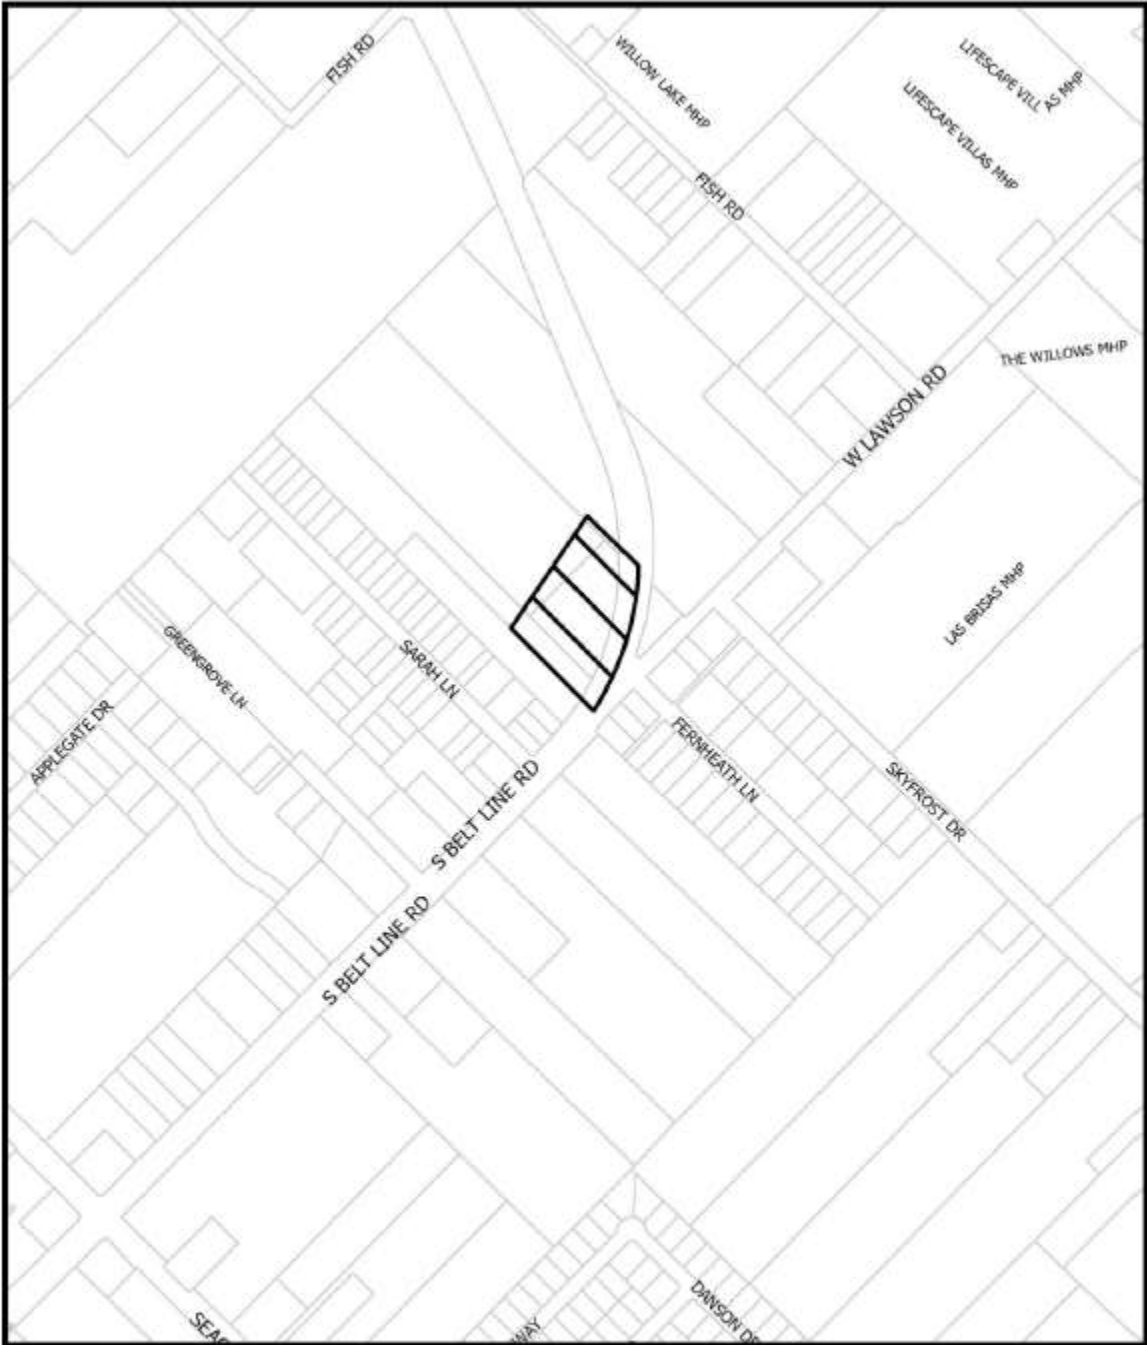 FISH RD
WILLOW LAKE MHP
LIFESCAPE VILL AS MHP
LIFESCAPE VILLAS MHP
FISH RD
THE WILLOWS MHP
W LAWSON RD
LAS BRISAS MHP
GREENGROVE LN
SARAH LN
APPLEGATE DR
FERNHEATH LN
SKYFROST DR
S BELT LINE RD
S BELT LINE RD
DANSON DR
WAY